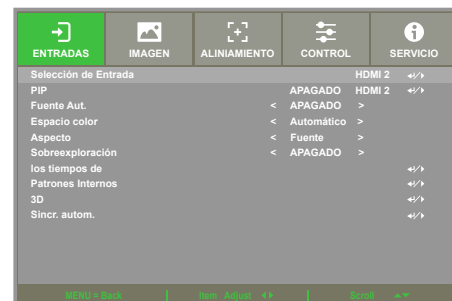 ENTRADAS IMAGEN ALINIAMIENTO CONTROL SERVICIO
Selección de Entrada HDMI 2
PIP APAGADO HDMI 2
Fuente Aut. < APAGADO >
Espacio color < Automático >
Aspecto < Fuente >
Sobreexploración < APAGADO >
los tiempos de
Patrones Internos
3D
Sincr. autom.
MENU = Back Item Adjust Scroll